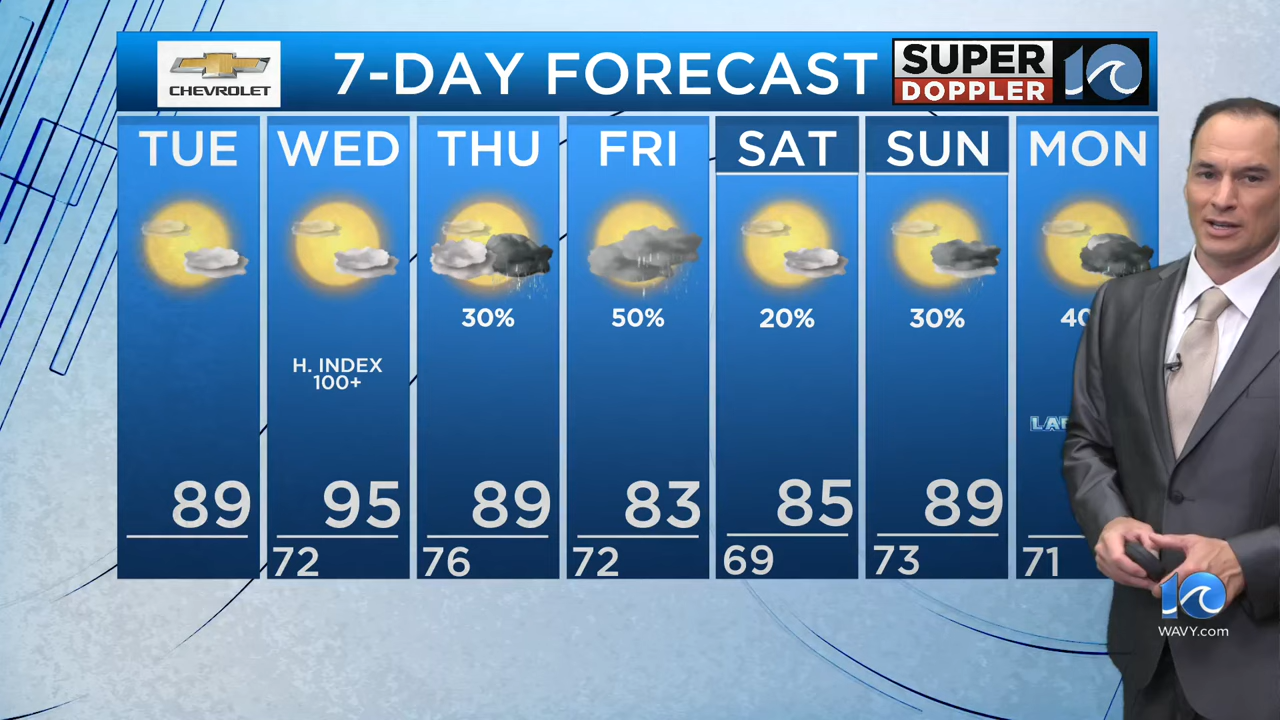 CHEVROLET
7-DAY FORECAST
SUPER
DOPPLER
10
TUE
WED
THU
FRI
SAT
SUN
MON
30%
50%
20%
30%
40
H. INDEX
100+
89
95
89
83
85
89
72
76
72
69
73
71
10
WAVY.com